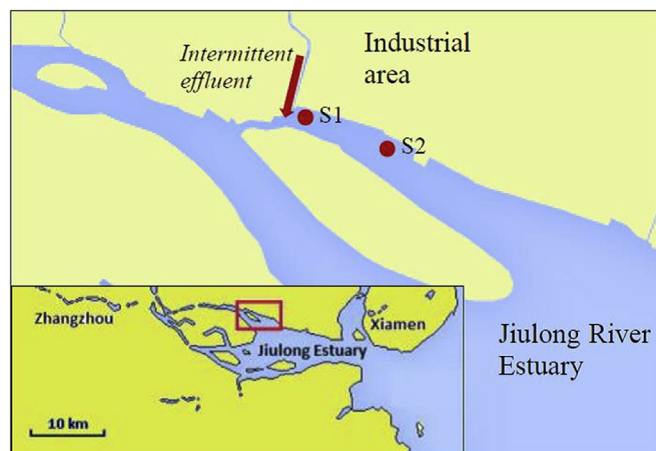 Intermittent
effluent
Industrial
area
S1
S2
Zhangzhou
Xiamen
Jiulong Estuary
10 km
Jiulong River
Estuary